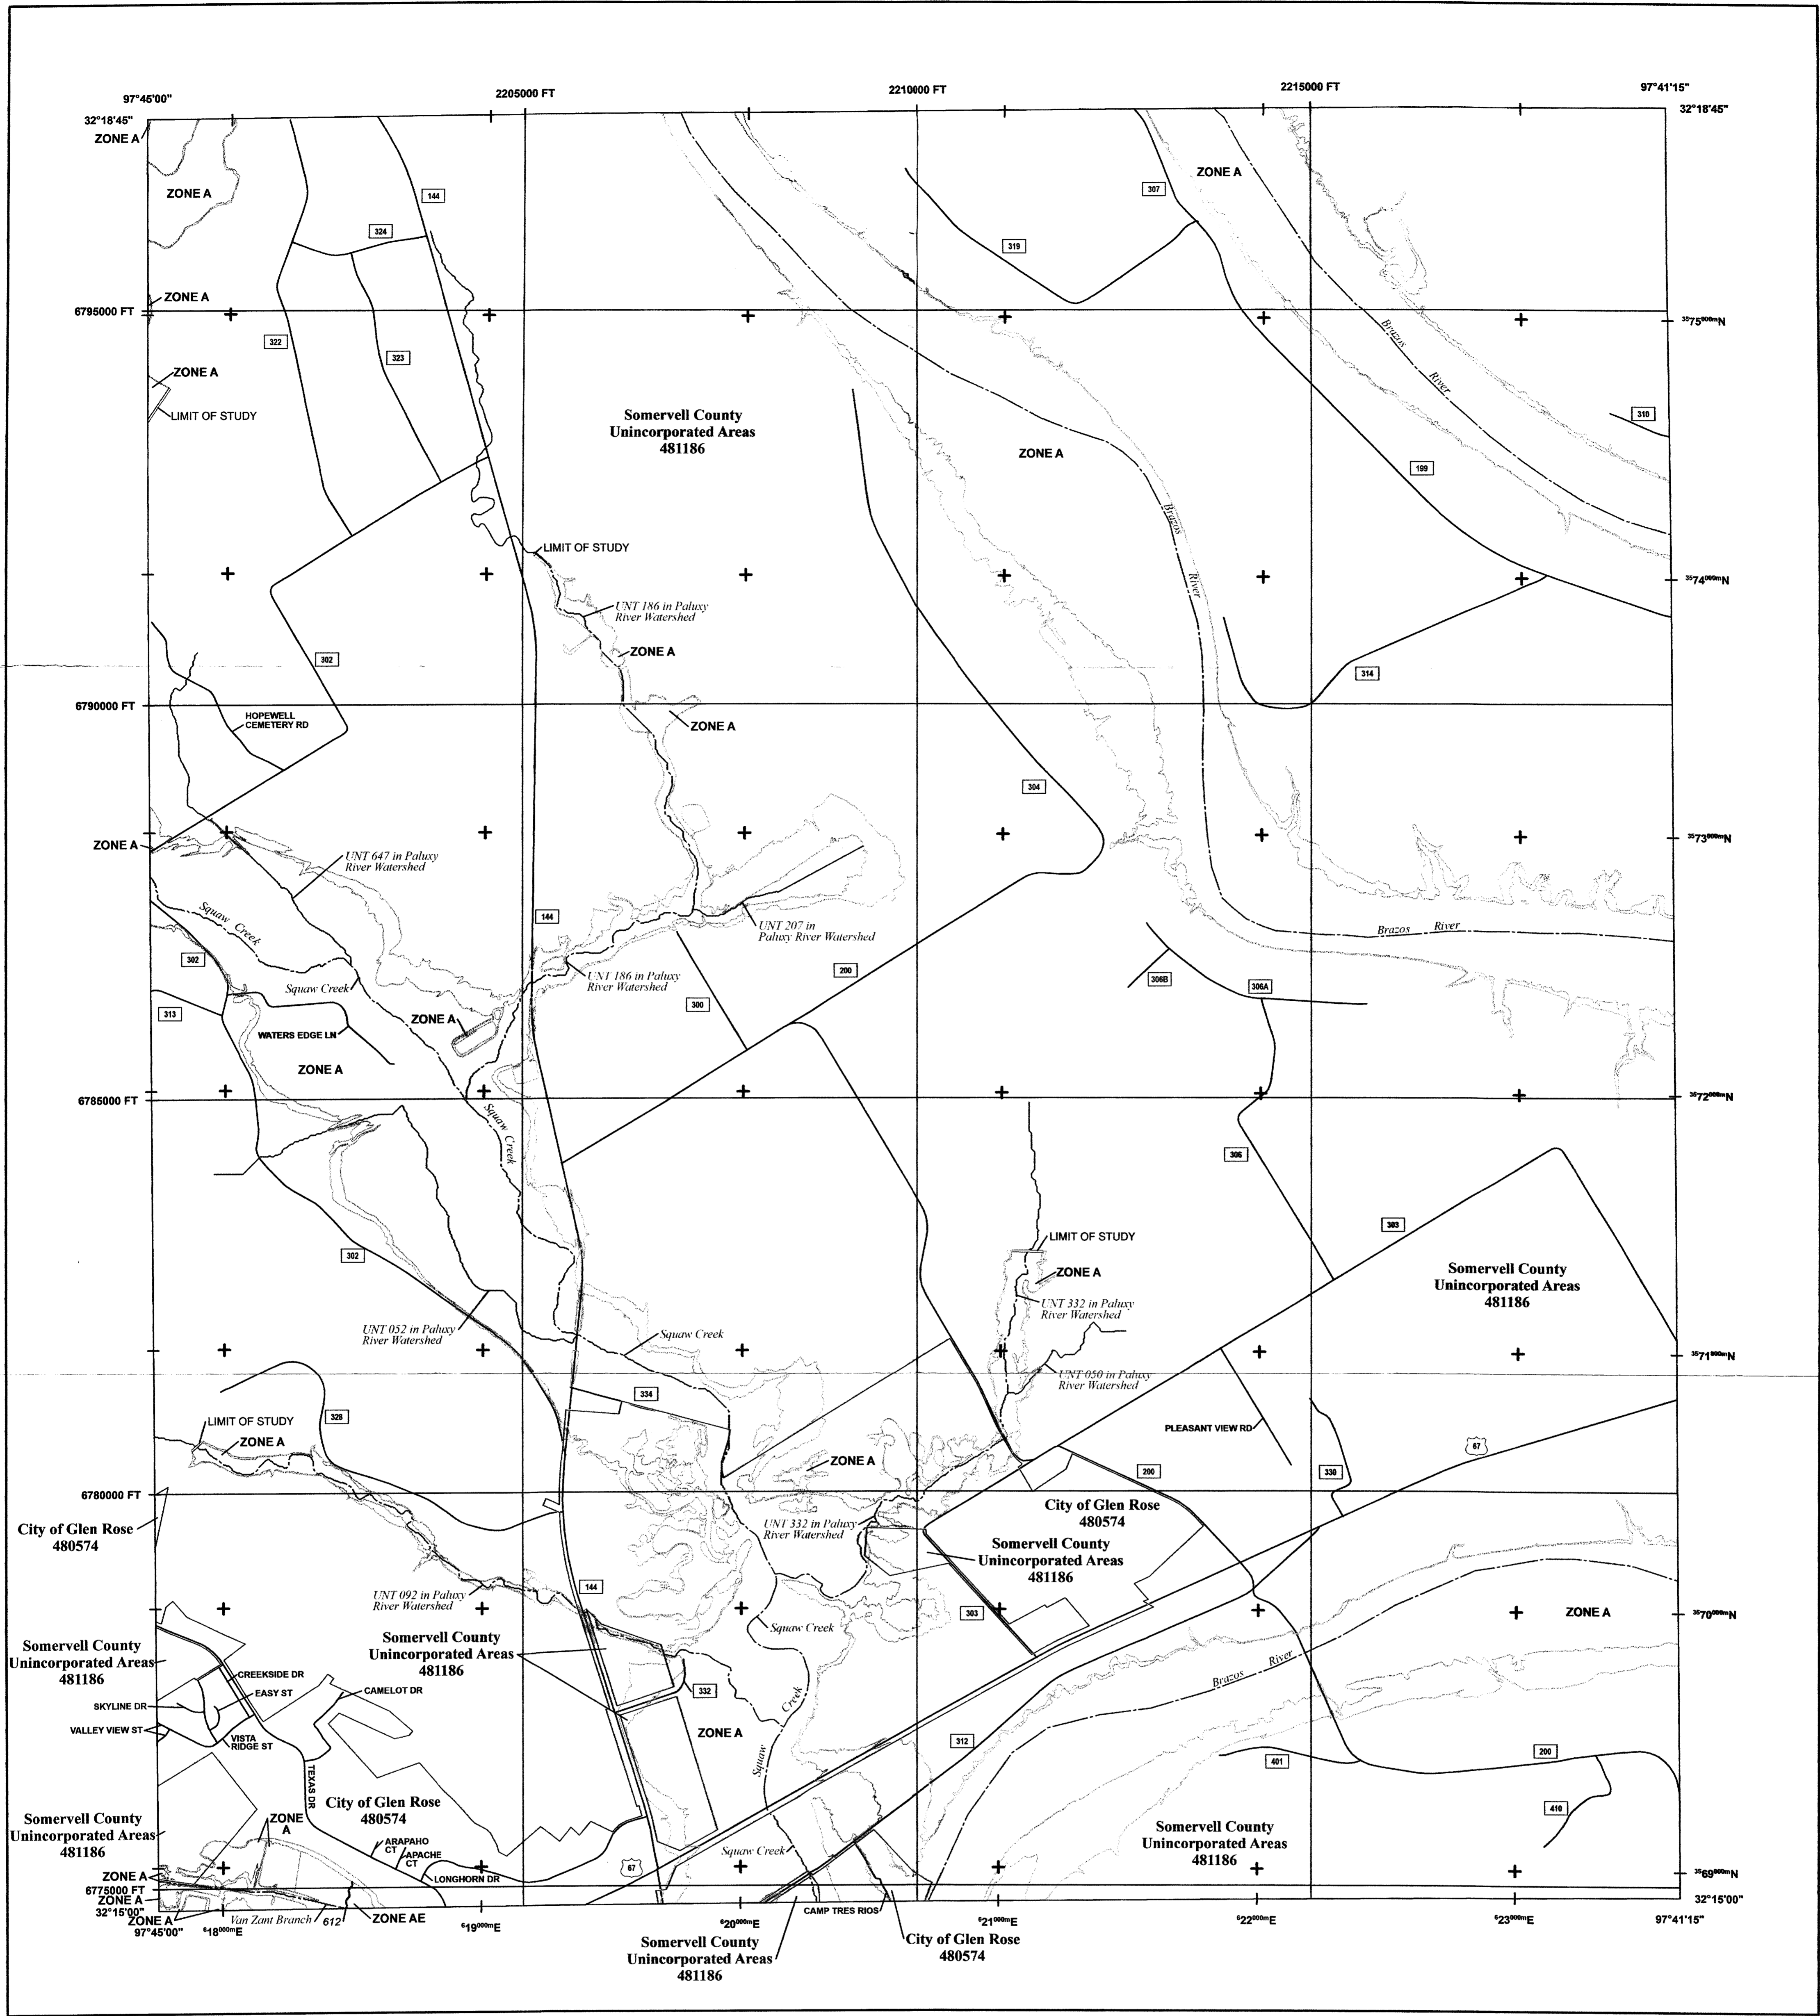 97°45'00"
2205000 FT
2210000 FT
2215000 FT
97°41'15"
32°18'45"
32°18'45"
ZONE A
ZONE A
ZONE A
144
307
324
319
ZONE A
6795000 FT
3575000mN
322
323
Brazos
River
ZONE A
LIMIT OF STUDY
Somervell County
Unincorporated Areas
481186
310
ZONE A
199
Brazos
River
LIMIT OF STUDY
3574000mN
UNT 186 in Paluxy
River Watershed
ZONE A
302
314
6790000 FT
HOPEWELL
CEMETERY RD
ZONE A
304
ZONE A
3573000mN
UNT 647 in Paluxy
River Watershed
Squaw Creek
144
UNT 207 in
Paluxy River Watershed
Brazos River
302
200
UNT 186 in Paluxy
River Watershed
306B
306A
Squaw Creek
300
313
ZONE A
WATERS EDGE LN
ZONE A
6785000 FT
3572000mN
Squaw Creek
306
303
302
LIMIT OF STUDY
ZONE A
Somervell County
Unincorporated Areas
481186
UNT 332 in Paluxy
River Watershed
UNT 052 in Paluxy
River Watershed
Squaw Creek
3571000mN
UNT 050 in Paluxy
River Watershed
334
328
LIMIT OF STUDY
ZONE A
PLEASANT VIEW RD
67
ZONE A
200
330
6780000 FT
City of Glen Rose
480574
City of Glen Rose
480574
UNT 332 in Paluxy
River Watershed
Somervell County
Unincorporated Areas
481186
144
UNT 092 in Paluxy
River Watershed
303
ZONE A
3570000mN
Squaw Creek
Somervell County
Unincorporated Areas
481186
Somervell County
Unincorporated Areas
481186
Brazos River
CREEKSIDE DR
EASY ST
CAMELOT DR
332
SKYLINE DR
VALLEY VIEW ST
VISTA
RIDGE ST
ZONE A
312
Squaw Creek
401
200
TEXAS DR
City of Glen Rose
480574
410
Somervell County
Unincorporated Areas
481186
ZONE
A
Somervell County
Unincorporated Areas
481186
ARAPAHO
CT
APACHE
CT
Squaw Creek
67
LONGHORN DR
ZONE A
3569000mN
6775000 FT
ZONE A
32°15'00"
32°15'00"
ZONE A
Van Zant Branch
612
ZONE AE
CAMP TRES RIOS
97°45'00"
618000mE
619000mE
620000mE
621000mE
622000mE
623000mE
97°41'15"
Somervell County
Unincorporated Areas
481186
City of Glen Rose
480574